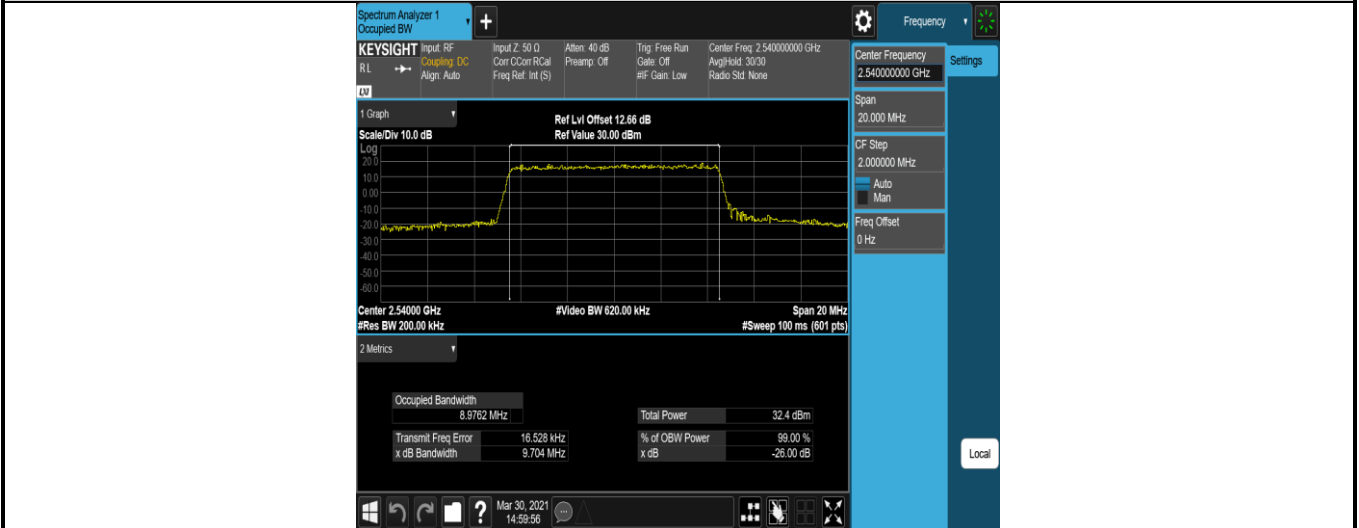 Spectrum Analyzer 1
Occupied BW
+
Frequency
KEYSIGHT
RL
LXI
Input: RF
Coupling: DC
Align: Auto
Input Z: 50 Ω
Corr CCorr RCal
Freq Ref: Int (S)
Atten: 40 dB
Preamp: Off
Trig: Free Run
Gate: Off
#IF Gain: Low
Center Freq: 2.540000000 GHz
Avg|Hold: 30/30
Radio Std: None
Center Frequency
2.540000000 GHz
Settings
Span
20.000 MHz
CF Step
2.000000 MHz
Auto
Man
Freq Offset
0 Hz
1 Graph
Scale/Div 10.0 dB
Ref Lvl Offset 12.66 dB
Ref Value 30.00 dBm
Log
20.0
10.0
0.00
-10.0
-20.0
-30.0
-40.0
-50.0
-60.0
Center 2.54000 GHz
#Video BW 620.00 kHz
Span 20 MHz
#Res BW 200.00 kHz
#Sweep 100 ms (601 pts)
2 Metrics
Occupied Bandwidth
8.9762 MHz
Total Power 32.4 dBm
Transmit Freq Error 16.528 kHz
% of OBW Power 99.00 %
x dB Bandwidth 9.704 MHz
x dB -26.00 dB
Local
?
Mar 30, 2021
14:59:56